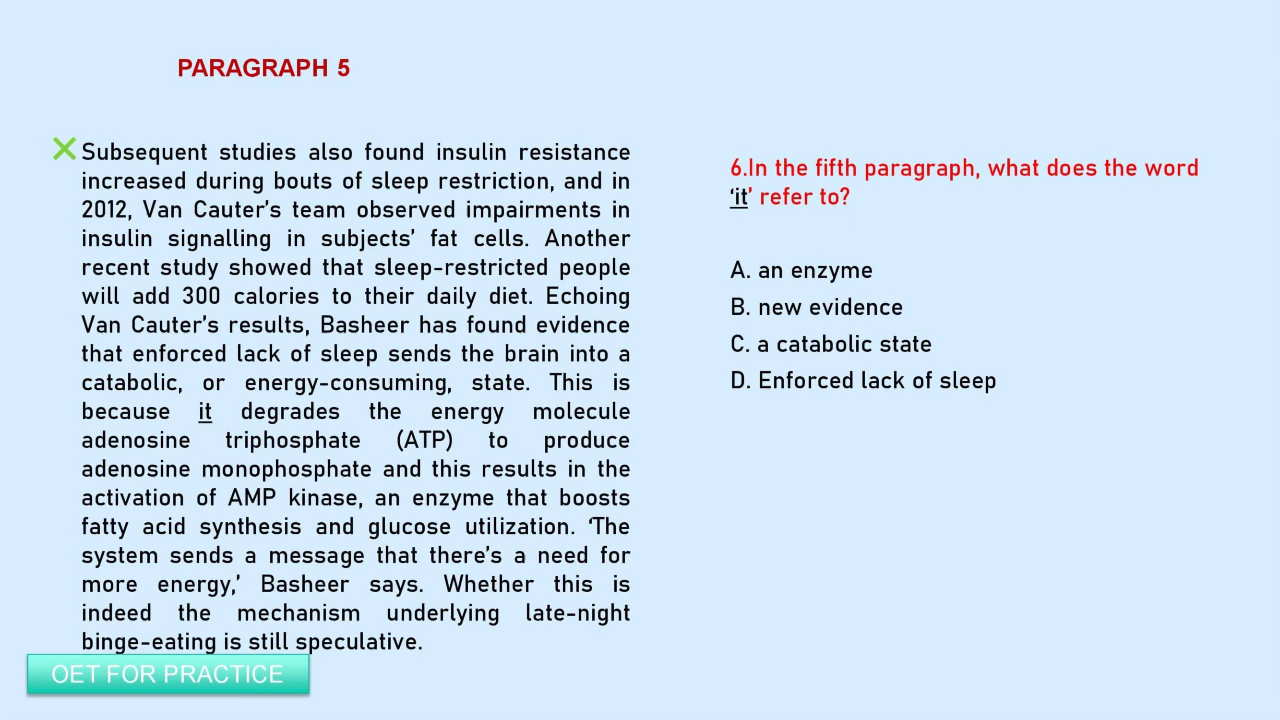 PARAGRAPH 5
Subsequent studies also found insulin resistance
increased during bouts of sleep restriction, and in
2012, Van Cauter's team observed impairments in
insulin signalling in subjects' fat cells. Another
recent study showed that sleep-restricted people
will add 300 calories to their daily diet. Echoing
Van Cauter's results, Basheer has found evidence
that enforced lack of sleep sends the brain into a
catabolic, or energy-consuming, state. This is
because it degrades the energy molecule
adenosine triphosphate (ATP) to produce
adenosine monophosphate and this results in the
activation of AMP kinase, an enzyme that boosts
fatty acid synthesis and glucose utilization. 'The
system sends a message that there's a need for
more energy,' Basheer says. Whether this is
indeed the mechanism underlying late-night
binge-eating is still speculative.
6.In the fifth paragraph, what does the word
'it' refer to?
A. an enzyme
B. new evidence
C. a catabolic state
D. Enforced lack of sleep
OET FOR PRACTICE